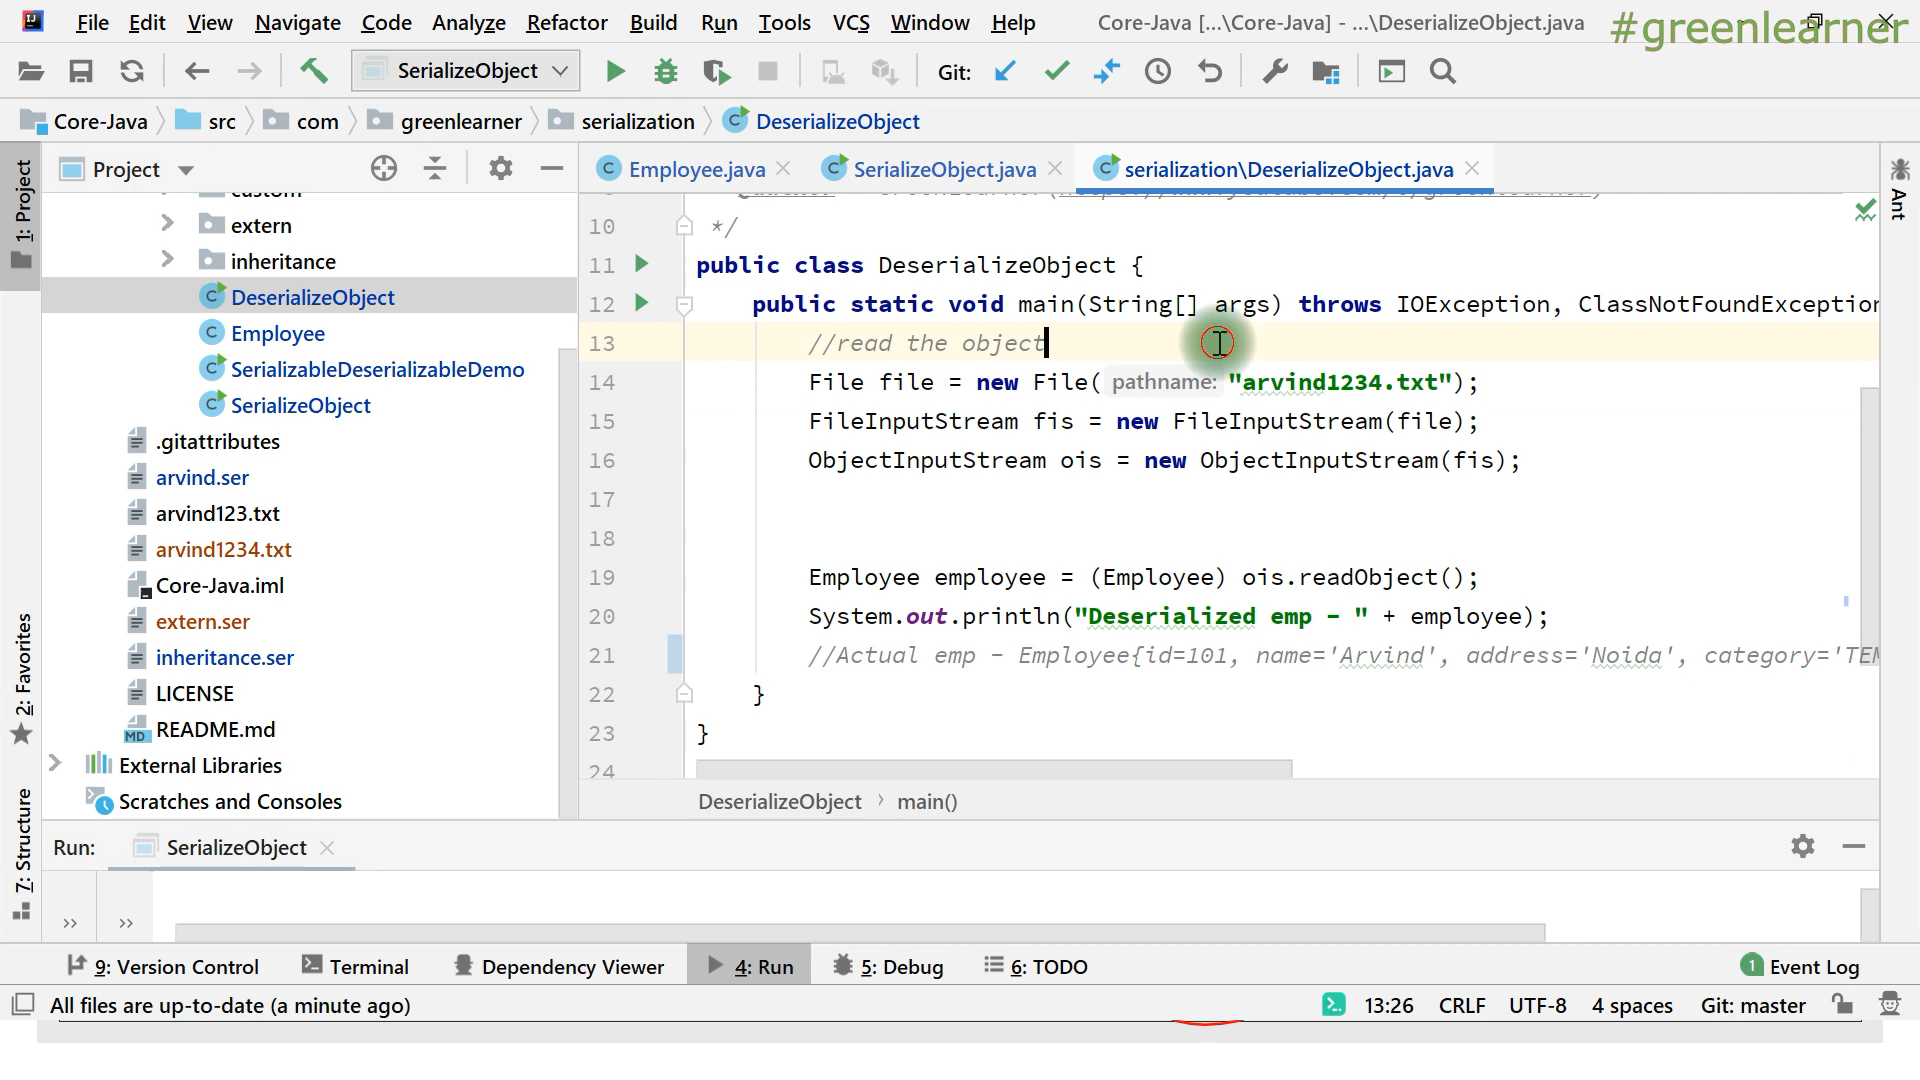 File Edit View Navigate Code Analyze Refactor Build Run Tools VCS Window Help Core-Java [...\Core-Java] - ...\DeserializeObject.java
#greenlearner
SerializeObject Git:
Core-Java src com greenlearner serialization DeserializeObject
Project
Employee.java SerializeObject.java serialization\DeserializeObject.java
1: Project
Ant
custom
extern
inheritance
DeserializeObject
Employee
SerializableDeserializableDemo
SerializeObject
.gitattributes
arvind.ser
arvind123.txt
arvind1234.txt
Core-Java.iml
extern.ser
inheritance.ser
LICENSE
MD README.md
External Libraries
Scratches and Consoles
2: Favorites
7: Structure
10 */
11 public class DeserializeObject {
12 public static void main(String[] args) throws IOException, ClassNotFoundException
13 //read the object
14 File file = new File( pathname: "arvind1234.txt");
15 FileInputStream fis = new FileInputStream(file);
16 ObjectInputStream ois = new ObjectInputStream(fis);
17
18
19 Employee employee = (Employee) ois.readObject();
20 System.out.println("Deserialized emp - " + employee);
21 //Actual emp - Employee{id=101, name='Arvind', address='Noida', category='TEM
22 }
23 }
24
DeserializeObject › main()
Run: SerializeObject
9: Version Control Terminal Dependency Viewer 4: Run 5: Debug 6: TODO 1 Event Log
All files are up-to-date (a minute ago) 13:26 CRLF UTF-8 4 spaces Git: master